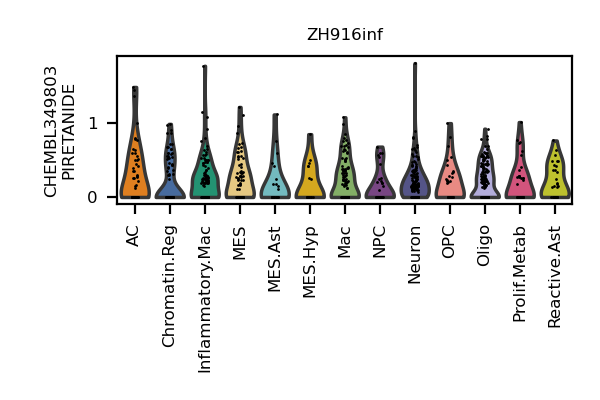 ZH916inf
CHEMBL349803
PIRETANIDE
1
0
AC
Chromatin.Reg
Inflammatory.Mac
MES
MES.Ast
MES.Hyp
Mac
NPC
Neuron
OPC
Oligo
Prolif.Metab
Reactive.Ast